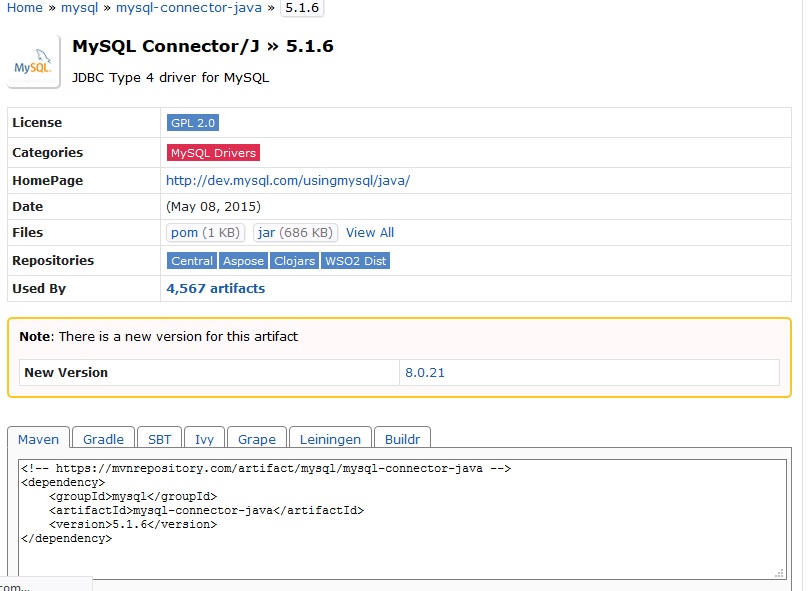 Home » mysql » mysql-connector-java » 5.1.6
MySQL Connector/J » 5.1.6
MySQL
JDBC Type 4 driver for MySQL
License GPL 2.0
Categories MySQL Drivers
HomePage http://dev.mysql.com/usingmysql/java/
Date (May 08, 2015)
Files pom (1 KB) jar (686 KB) View All
Repositories Central Aspose Clojars WSO2 Dist
Used By 4,567 artifacts
Note: There is a new version for this artifact
New Version 8.0.21
Maven Gradle SBT Ivy Grape Leiningen Buildr
<!-- https://mvnrepository.com/artifact/mysql/mysql-connector-java -->
<dependency>
    <groupId>mysql</groupId>
    <artifactId>mysql-connector-java</artifactId>
    <version>5.1.6</version>
</dependency>
com...